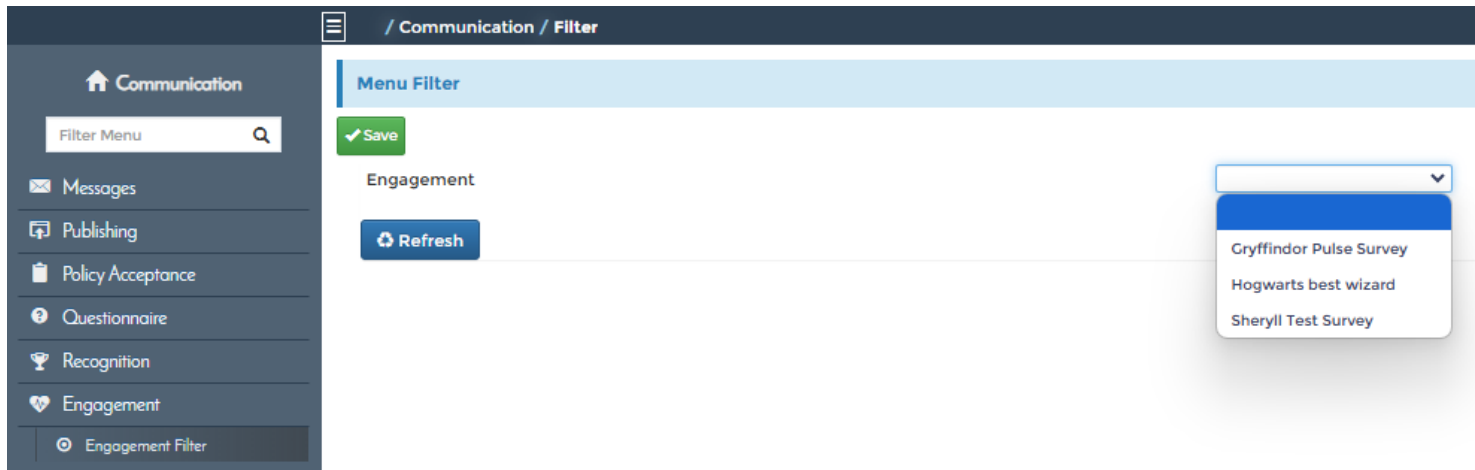 / Communication / Filter
Communication
Filter Menu
Messages
Publishing
Policy Acceptance
Questionnaire
Recognition
Engagement
Engagement Filter
Menu Filter
Save
Engagement
Refresh
Gryffindor Pulse Survey
Hogwarts best wizard
Sheryll Test Survey